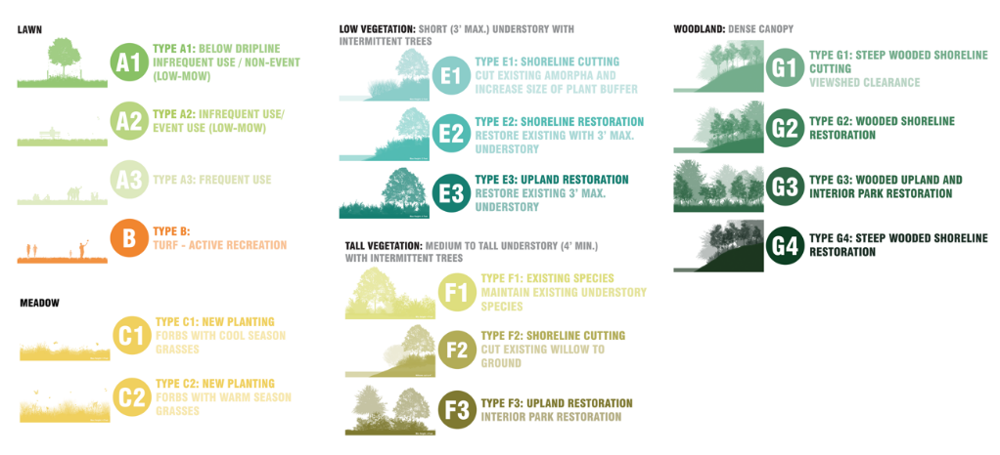 LAWN
A1
TYPE A1: BELOW DRIPLINE
INFREQUENT USE / NON-EVENT
(LOW-MOW)
A2
TYPE A2: INFREQUENT USE/
EVENT USE (LOW-MOW)
A3
TYPE A3: FREQUENT USE
B
TYPE B:
TURF - ACTIVE RECREATION
MEADOW
C1
TYPE C1: NEW PLANTING
FORBS WITH COOL SEASON
GRASSES
C2
TYPE C2: NEW PLANTING
FORBS WITH WARM SEASON
GRASSES
LOW VEGETATION: SHORT (3' MAX.) UNDERSTORY WITH
INTERMITTENT TREES
E1
TYPE E1: SHORELINE CUTTING
CUT EXISTING AMORPHA AND
INCREASE SIZE OF PLANT BUFFER
E2
TYPE E2: SHORELINE RESTORATION
RESTORE EXISTING WITH 3' MAX.
UNDERSTORY
E3
TYPE E3: UPLAND RESTORATION
RESTORE EXISTING 3' MAX.
UNDERSTORY
TALL VEGETATION: MEDIUM TO TALL UNDERSTORY (4' MIN.)
WITH INTERMITTENT TREES
F1
TYPE F1: EXISTING SPECIES
MAINTAIN EXISTING UNDERSTORY
SPECIES
F2
TYPE F2: SHORELINE CUTTING
CUT EXISTING WILLOW TO
GROUND
F3
TYPE F3: UPLAND RESTORATION
INTERIOR PARK RESTORATION
WOODLAND: DENSE CANOPY
G1
TYPE G1: STEEP WOODED SHORELINE
CUTTING
VIEWSHED CLEARANCE
G2
TYPE G2: WOODED SHORELINE
RESTORATION
G3
TYPE G3: WOODED UPLAND AND
INTERIOR PARK RESTORATION
G4
TYPE G4: STEEP WOODED SHORELINE
RESTORATION